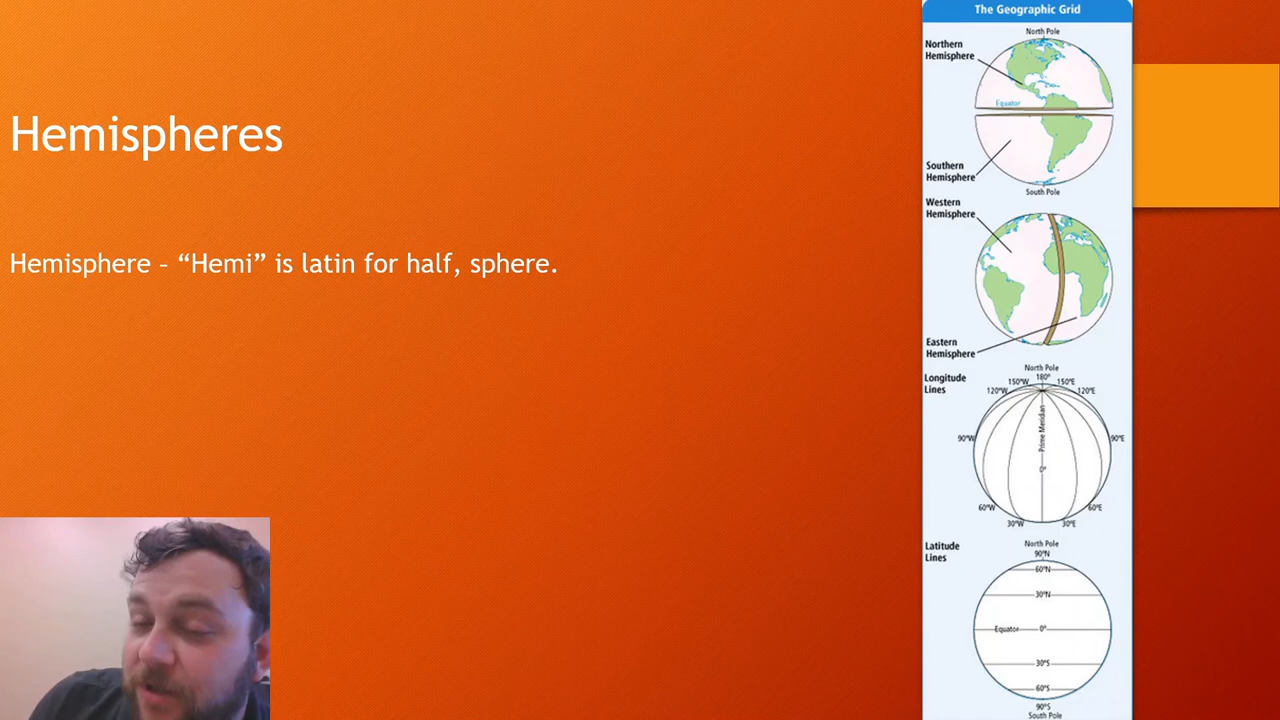 Hemispheres
Hemisphere – “Hemi” is latin for half, sphere.
The Geographic Grid
North Pole
Northern
Hemisphere
Equator
Southern
Hemisphere
South Pole
Western
Hemisphere
Eastern
Hemisphere
Longitude
Lines
North Pole
180°
150°W 150°E
120°W 120°E
Prime Meridian
90°W 90°E
0°
60°W 60°E
30°W 30°E
Latitude
Lines
North Pole
90°N
60°N
30°N
Equator 0°
30°S
60°S
90°S
South Pole